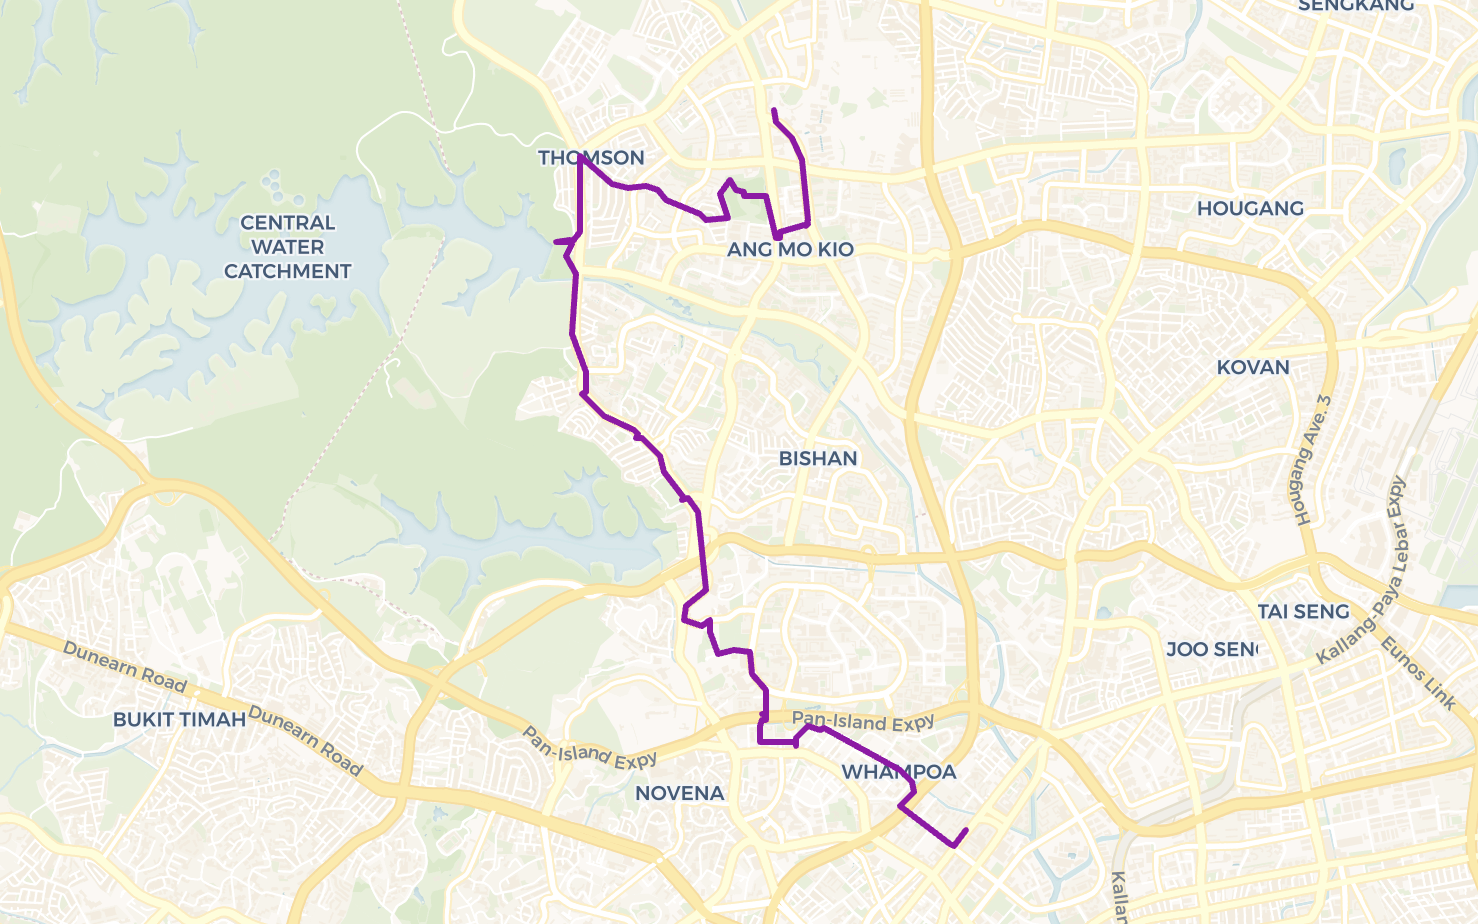 SENGKANG
THOMSON
CENTRAL
WATER
CATCHMENT
HOUGANG
ANG MO KIO
KOVAN
Hougang Ave. 3
BISHAN
Kallang-Paya Lebar Expy
TAI SENG
JOO SEN
Eunos Link
Dunearn Road
BUKIT TIMAH
Dunearn Road
Pan-Island Expy
Pan-Island Expy
WHAMPOA
NOVENA
Kallan